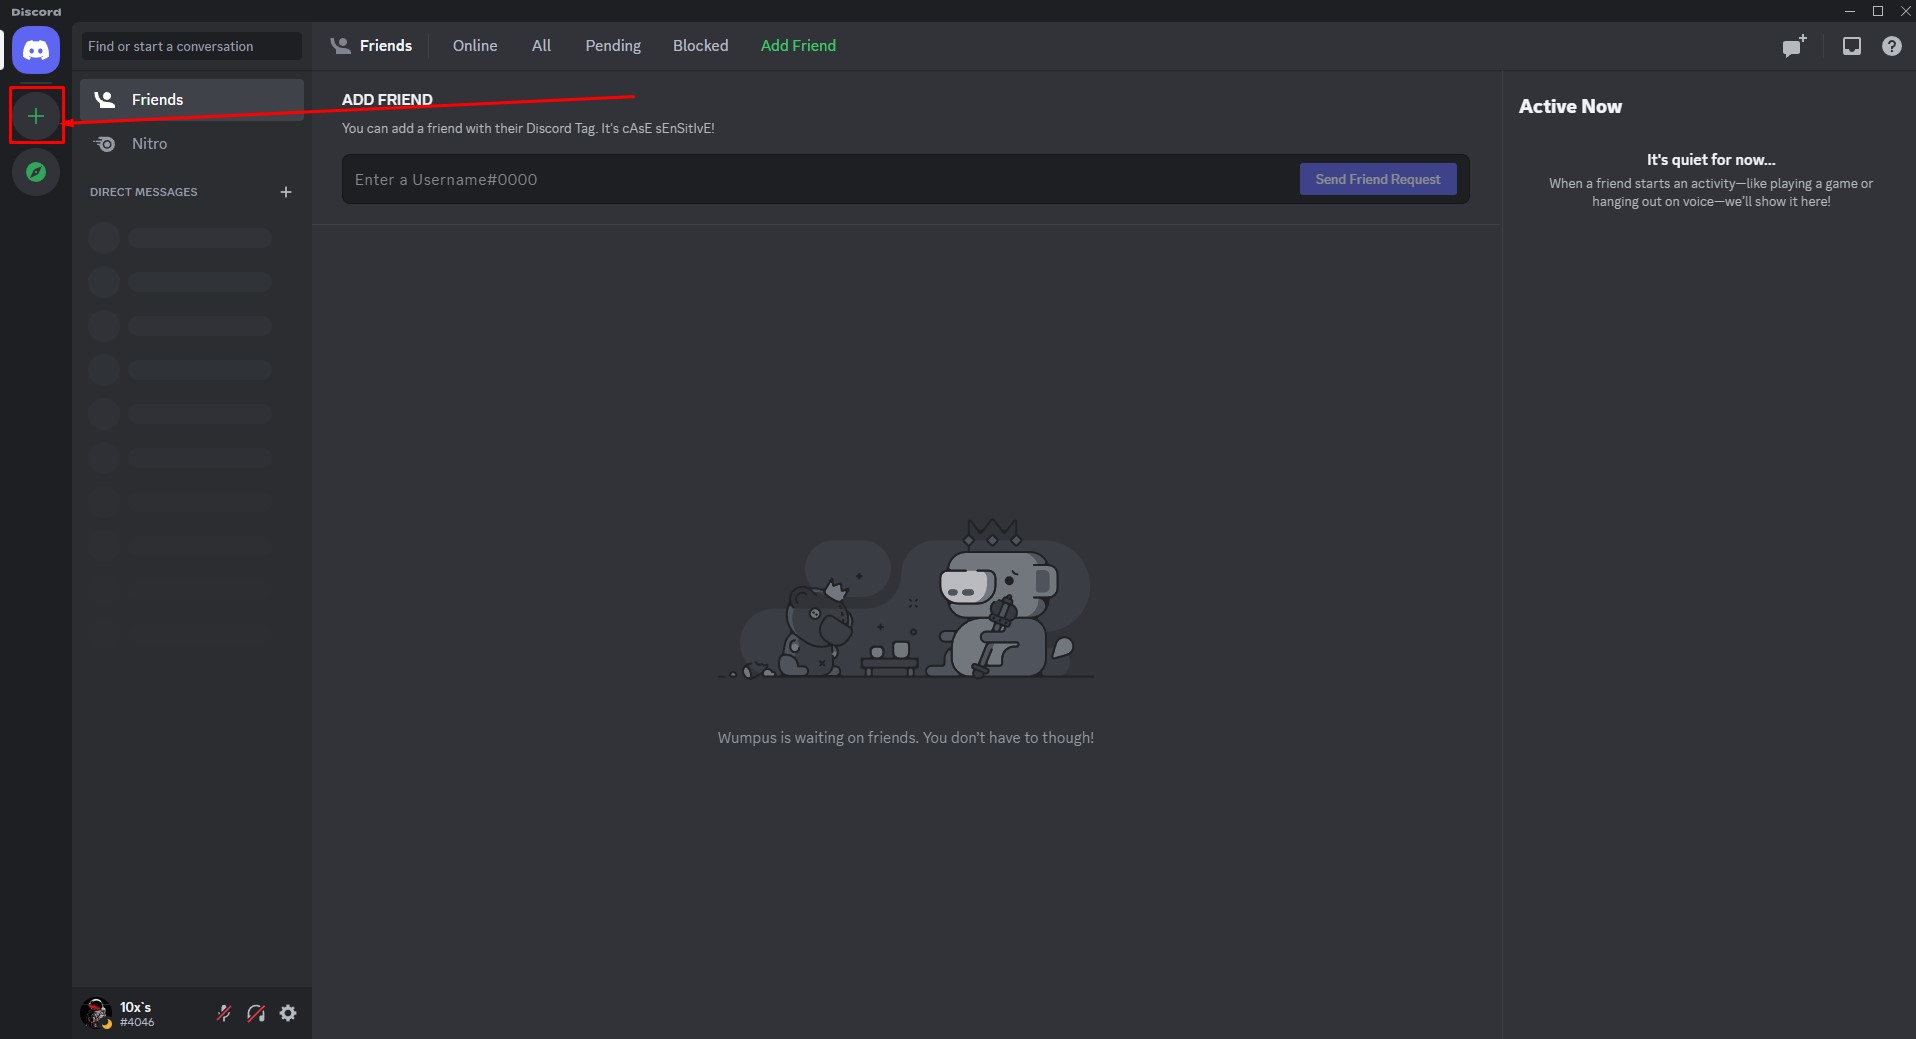 Discord
Find or start a conversation
Friends
Online
All
Pending
Blocked
Add Friend
Friends
Nitro
DIRECT MESSAGES
ADD FRIEND
You can add a friend with their Discord Tag. It's cAsE sEnSitIvE!
Enter a Username#0000
Send Friend Request
Wumpus is waiting on friends. You don't have to though!
Active Now
It's quiet for now...
When a friend starts an activity—like playing a game or
hanging out on voice—we'll show it here!
10x`s
#4046